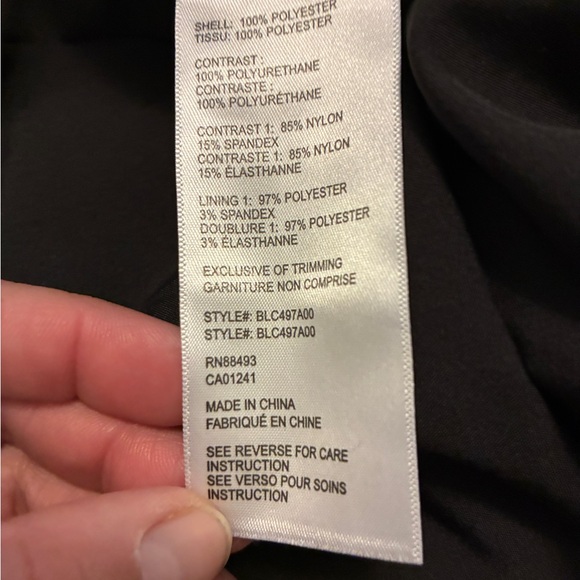 SHELL: 100% POLYESTER
TISSU: 100% POLYESTER
CONTRAST :
100% POLYURETHANE
CONTRASTE :
100% POLYURÉTHANE
CONTRAST 1: 85% NYLON
15% SPANDEX
CONTRASTE 1: 85% NYLON
15% ÉLASTHANNE
LINING 1: 97% POLYESTER
3% SPANDEX
DOUBLURE 1: 97% POLYESTER
3% ÉLASTHANNE
EXCLUSIVE OF TRIMMING
GARNITURE NON COMPRISE
STYLE#: BLC497A00
STYLE#: BLC497A00
RN88493
CA01241
MADE IN CHINA
FABRIQUÉ EN CHINE
SEE REVERSE FOR CARE
INSTRUCTION
SEE VERSO POUR SOINS
INSTRUCTION